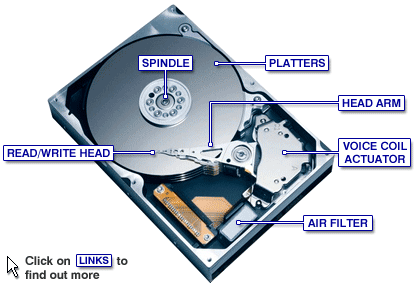 SPINDLE
PLATTERS
HEAD ARM
READ/WRITE HEAD
VOICE COIL
ACTUATOR
AIR FILTER
Click on LINKS to
find out more